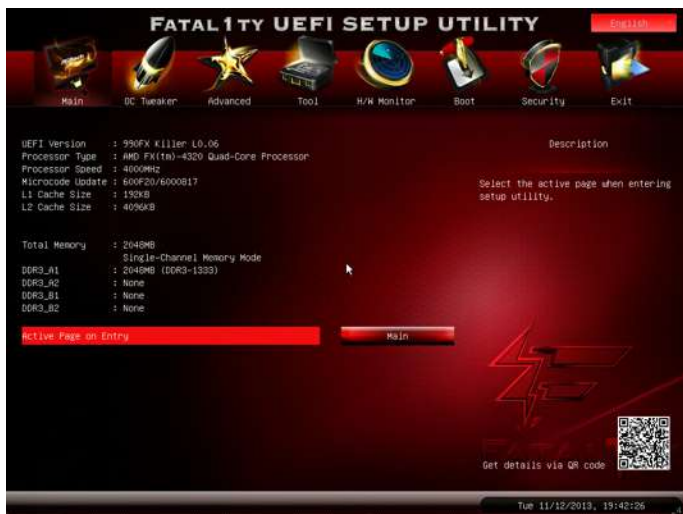 FATAL1TY UEFI SETUP UTILITY
English
Main OC Tweaker Advanced Tool H/W Monitor Boot Security Exit
UEFI Version : 990FX Killer L0.06
Processor Type : AMD FX(tm)-4320 Quad-Core Processor
Processor Speed : 4000MHz
Microcode Update : 600F20/6000817
L1 Cache Size : 192KB
L2 Cache Size : 4096KB
Total Memory : 2048MB
Single-Channel Memory Mode
DDR3_A1 : 2048MB (DDR3-1333)
DDR3_A2 : None
DDR3_B1 : None
DDR3_B2 : None
Active Page on Entry Main
Description
Select the active page when entering
setup utility.
Get details via QR code
Tue 11/12/2013, 19:42:26